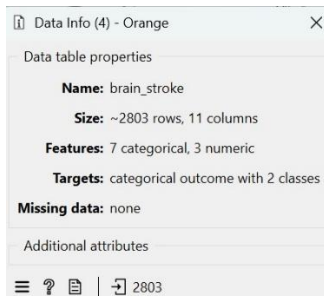 Data Info (4) - Orange
Data table properties
Name: brain_stroke
Size: ~2803 rows, 11 columns
Features: 7 categorical, 3 numeric
Targets: categorical outcome with 2 classes
Missing data: none
Additional attributes
2803